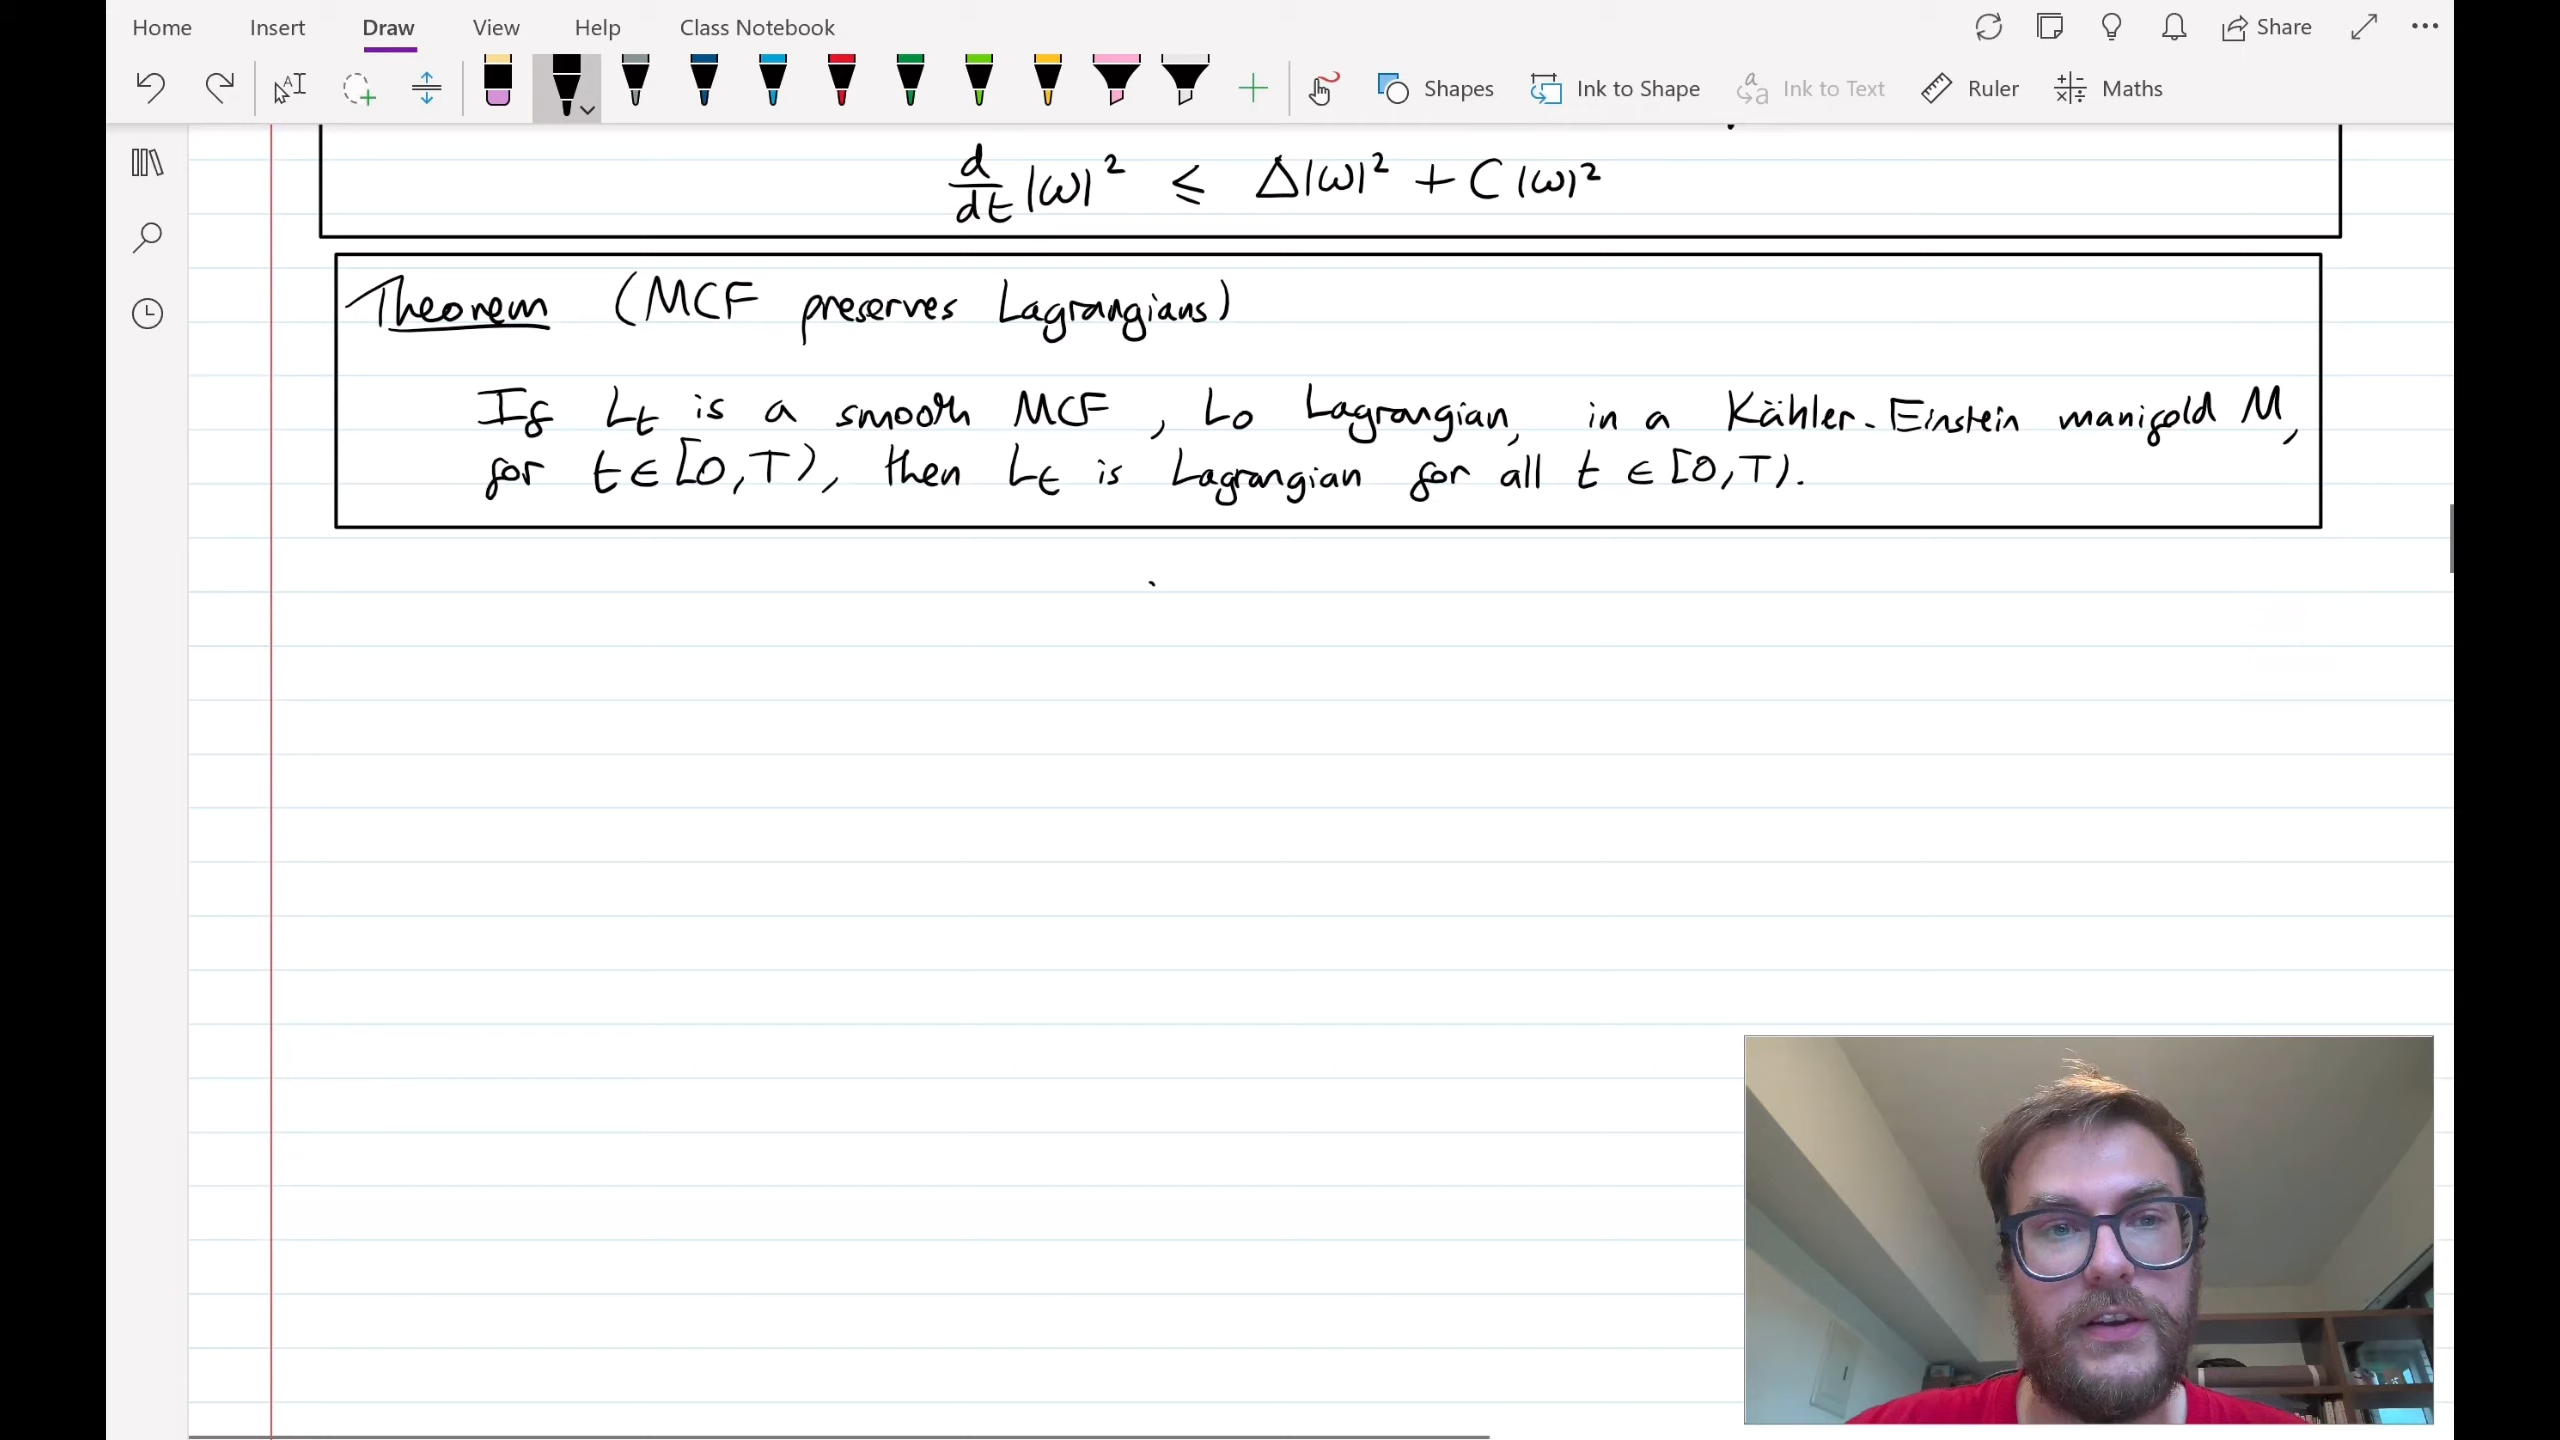 Home Insert Draw View Help Class Notebook Share
Shapes Ink to Shape Ink to Text Ruler Maths
d/dt |ω|² ≤ Δ|ω|² + C|ω|²
Theorem (MCF preserves Lagrangians)
If Lt is a smooth MCF, L0 Lagrangian, in a Kähler-Einstein manifold M,
for t ∈ [0,T), then Lt is Lagrangian for all t ∈ [0,T).